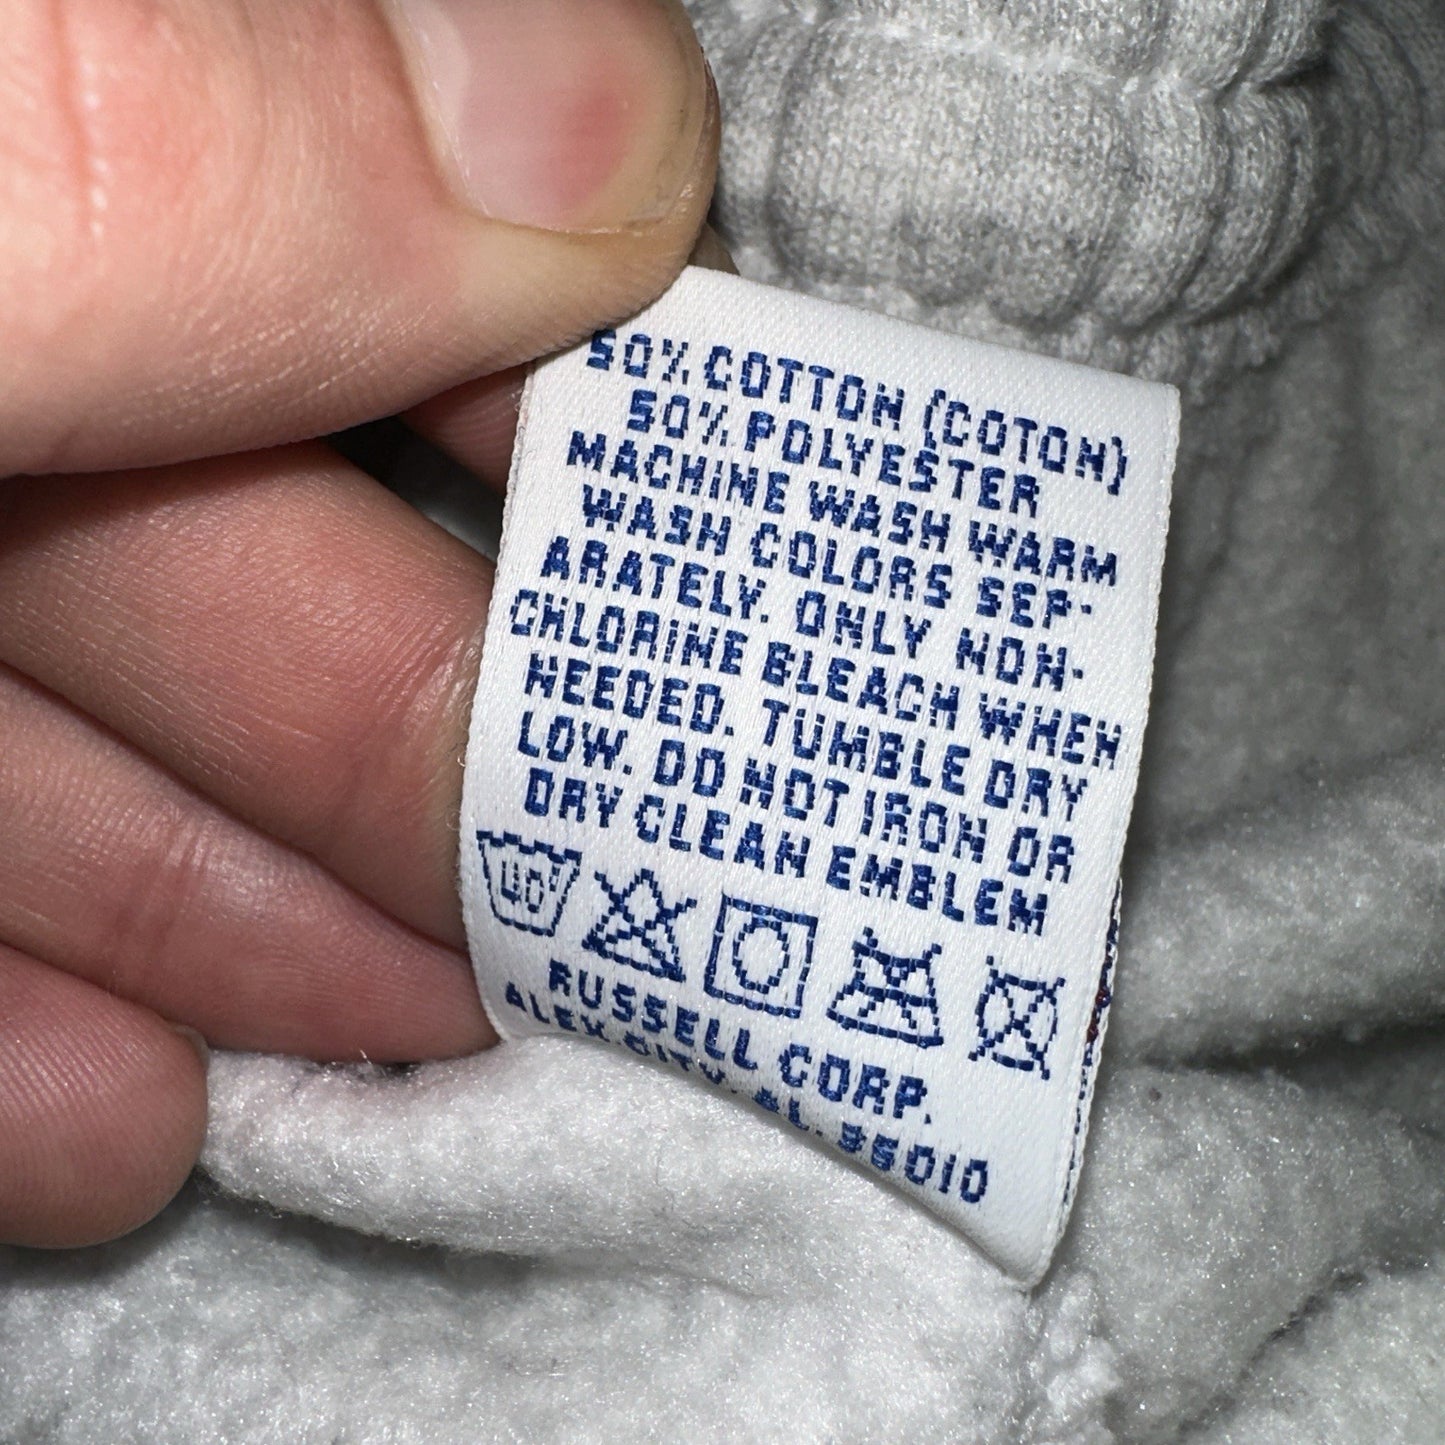 50% COTTON (COTON)
50% POLYESTER
MACHINE WASH WARM
WASH COLORS SEP-
ARATELY. ONLY NON-
CHLORINE BLEACH WHEN
NEEDED. TUMBLE DRY
LOW. DO NOT IRON OR
DRY CLEAN EMBLEM
40°
RUSSELL CORP.
ALEX CITY, AL. 35010